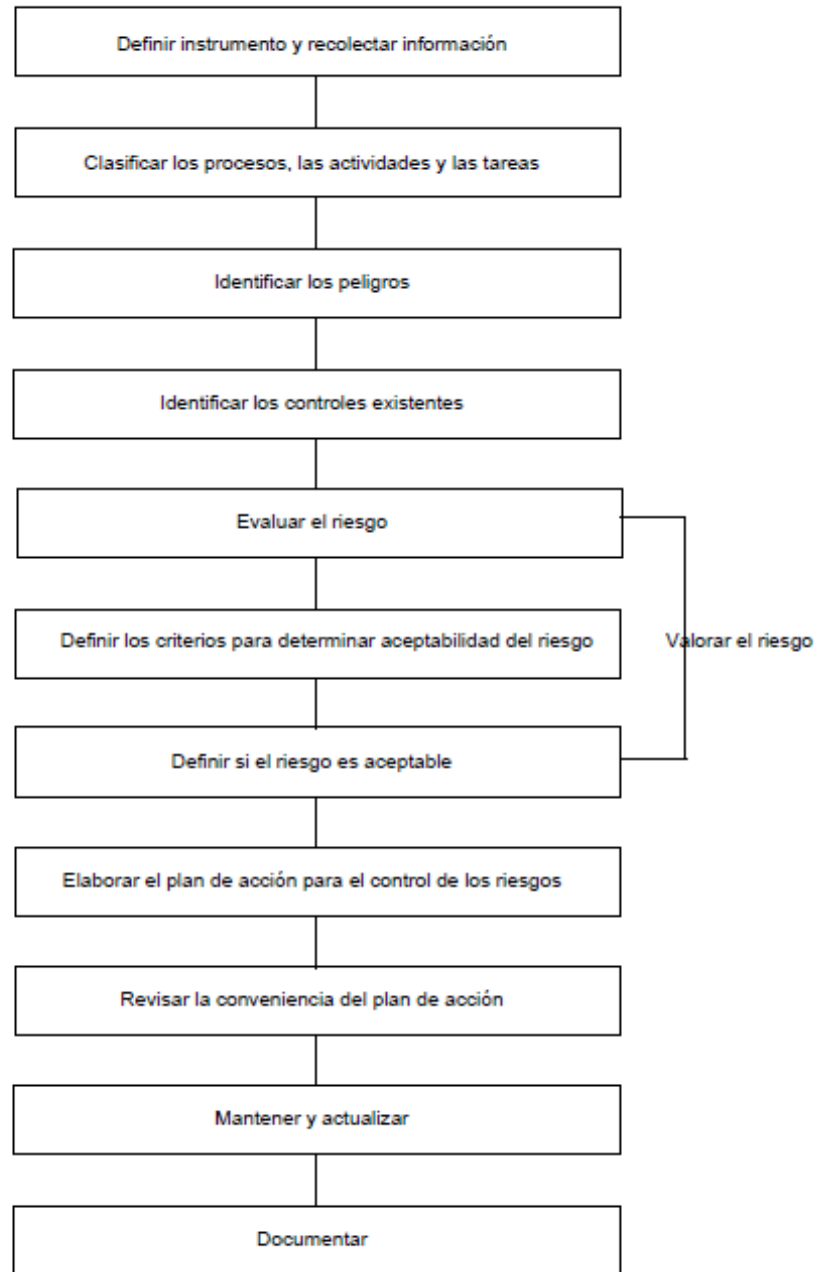 Definir instrumento y recolectar información
Clasificar los procesos, las actividades y las tareas
Identificar los peligros
Identificar los controles existentes
Evaluar el riesgo
Definir los criterios para determinar aceptabilidad del riesgo
Valorar el riesgo
Definir si el riesgo es aceptable
Elaborar el plan de acción para el control de los riesgos
Revisar la conveniencia del plan de acción
Mantener y actualizar
Documentar